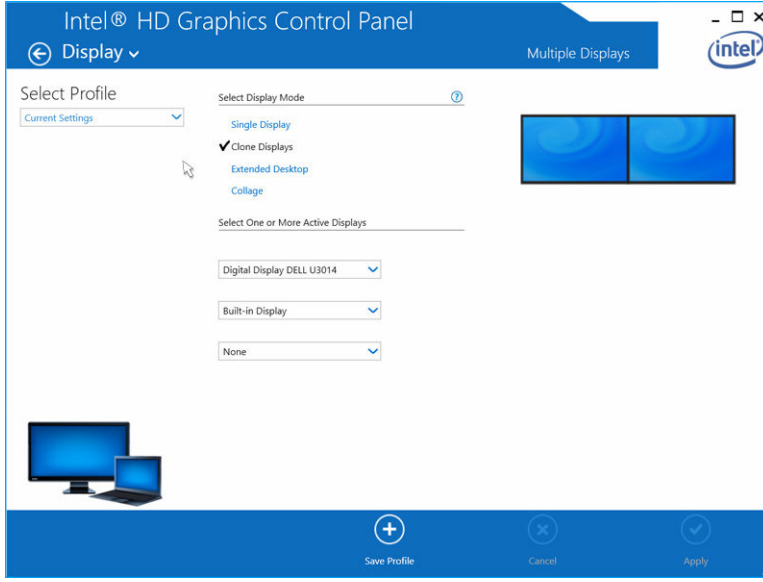 Intel® HD Graphics Control Panel
Display
Multiple Displays
intel
Select Profile
Current Settings
Select Display Mode
?
Single Display
Clone Displays
Extended Desktop
Collage
Select One or More Active Displays
Digital Display DELL U3014
Built-in Display
None
Save Profile
Cancel
Apply